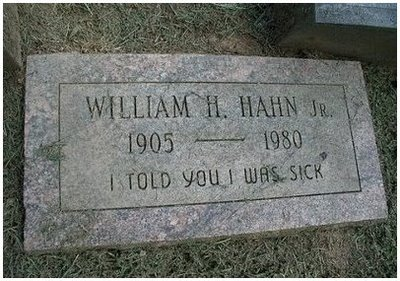 WILLIAM H. HAHN JR.
1905 — 1980
I TOLD YOU I WAS SICK